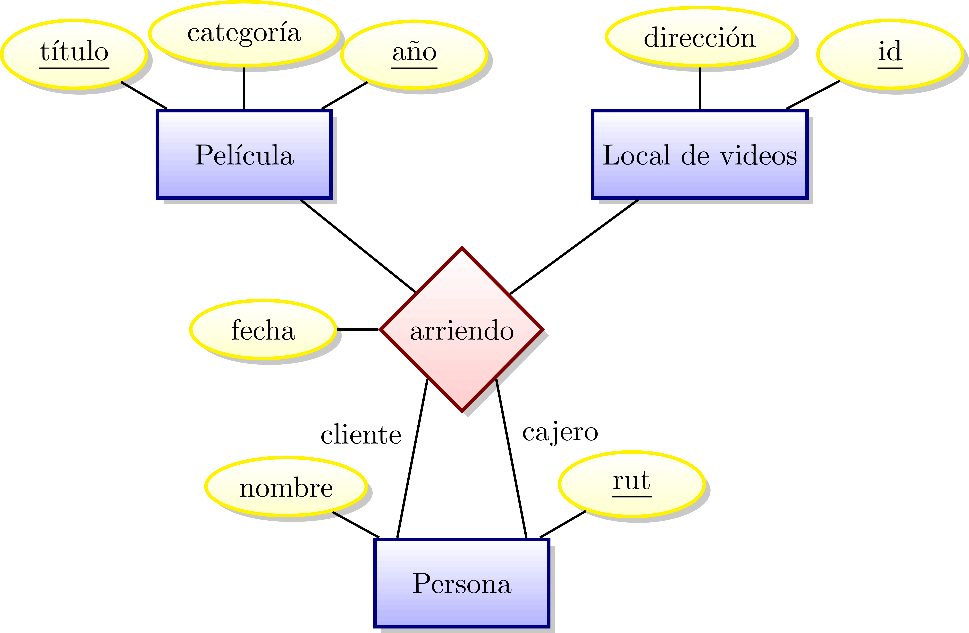 título
categoría
año
dirección
id
Película
Local de videos
fecha
arriendo
cliente
cajero
nombre
rut
Persona